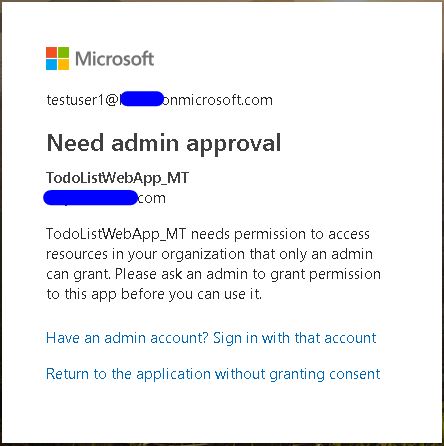 Microsoft
testuser1@onmicrosoft.com
Need admin approval
TodoListWebApp_MT
com
TodoListWebApp_MT needs permission to access
resources in your organization that only an admin
can grant. Please ask an admin to grant permission
to this app before you can use it.
Have an admin account? Sign in with that account
Return to the application without granting consent